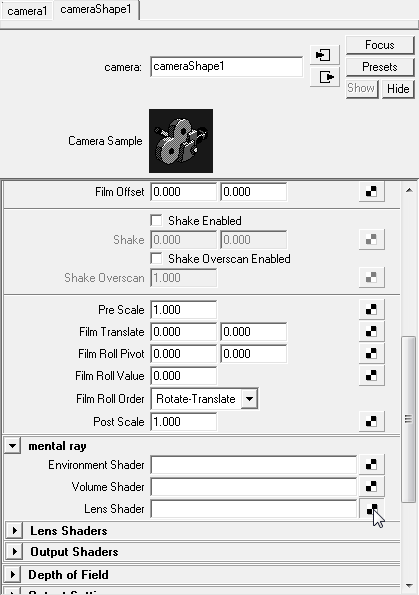 camera1 cameraShape1
Focus
camera: cameraShape1
Presets
Show Hide
Camera Sample
Film Offset 0.000 0.000
Shake Enabled
Shake 0.000 0.000
Shake Overscan Enabled
Shake Overscan 1.000
Pre Scale 1.000
Film Translate 0.000 0.000
Film Roll Pivot 0.000 0.000
Film Roll Value 0.000
Film Roll Order Rotate-Translate
Post Scale 1.000
mental ray
Environment Shader
Volume Shader
Lens Shader
Lens Shaders
Output Shaders
Depth of Field